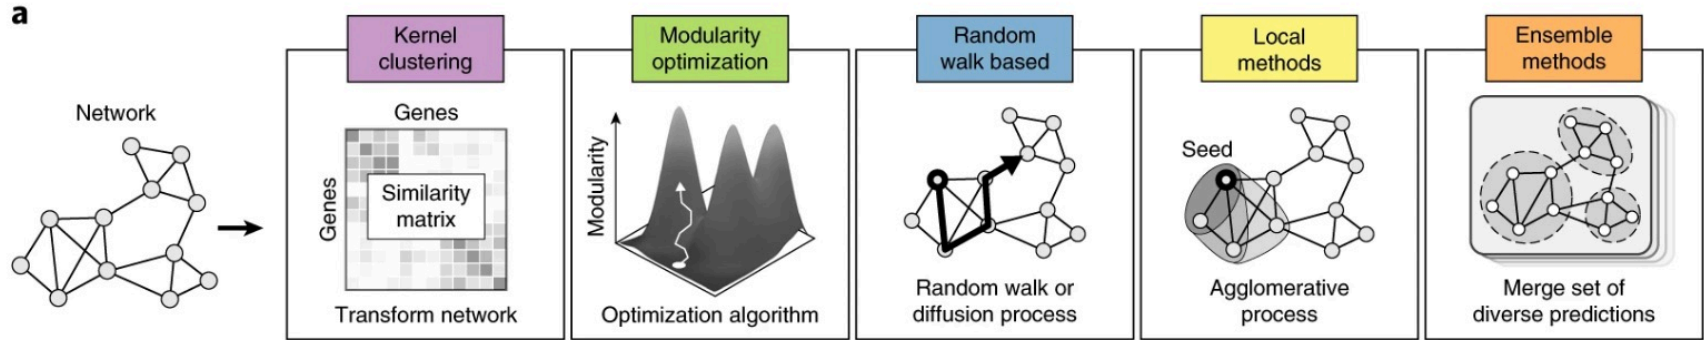 a
Network
Kernel
clustering
Genes
Genes
Similarity
matrix
Transform network
Modularity
optimization
Modularity
Optimization algorithm
Random
walk based
Random walk or
diffusion process
Local
methods
Seed
Agglomerative
process
Ensemble
methods
Merge set of
diverse predictions